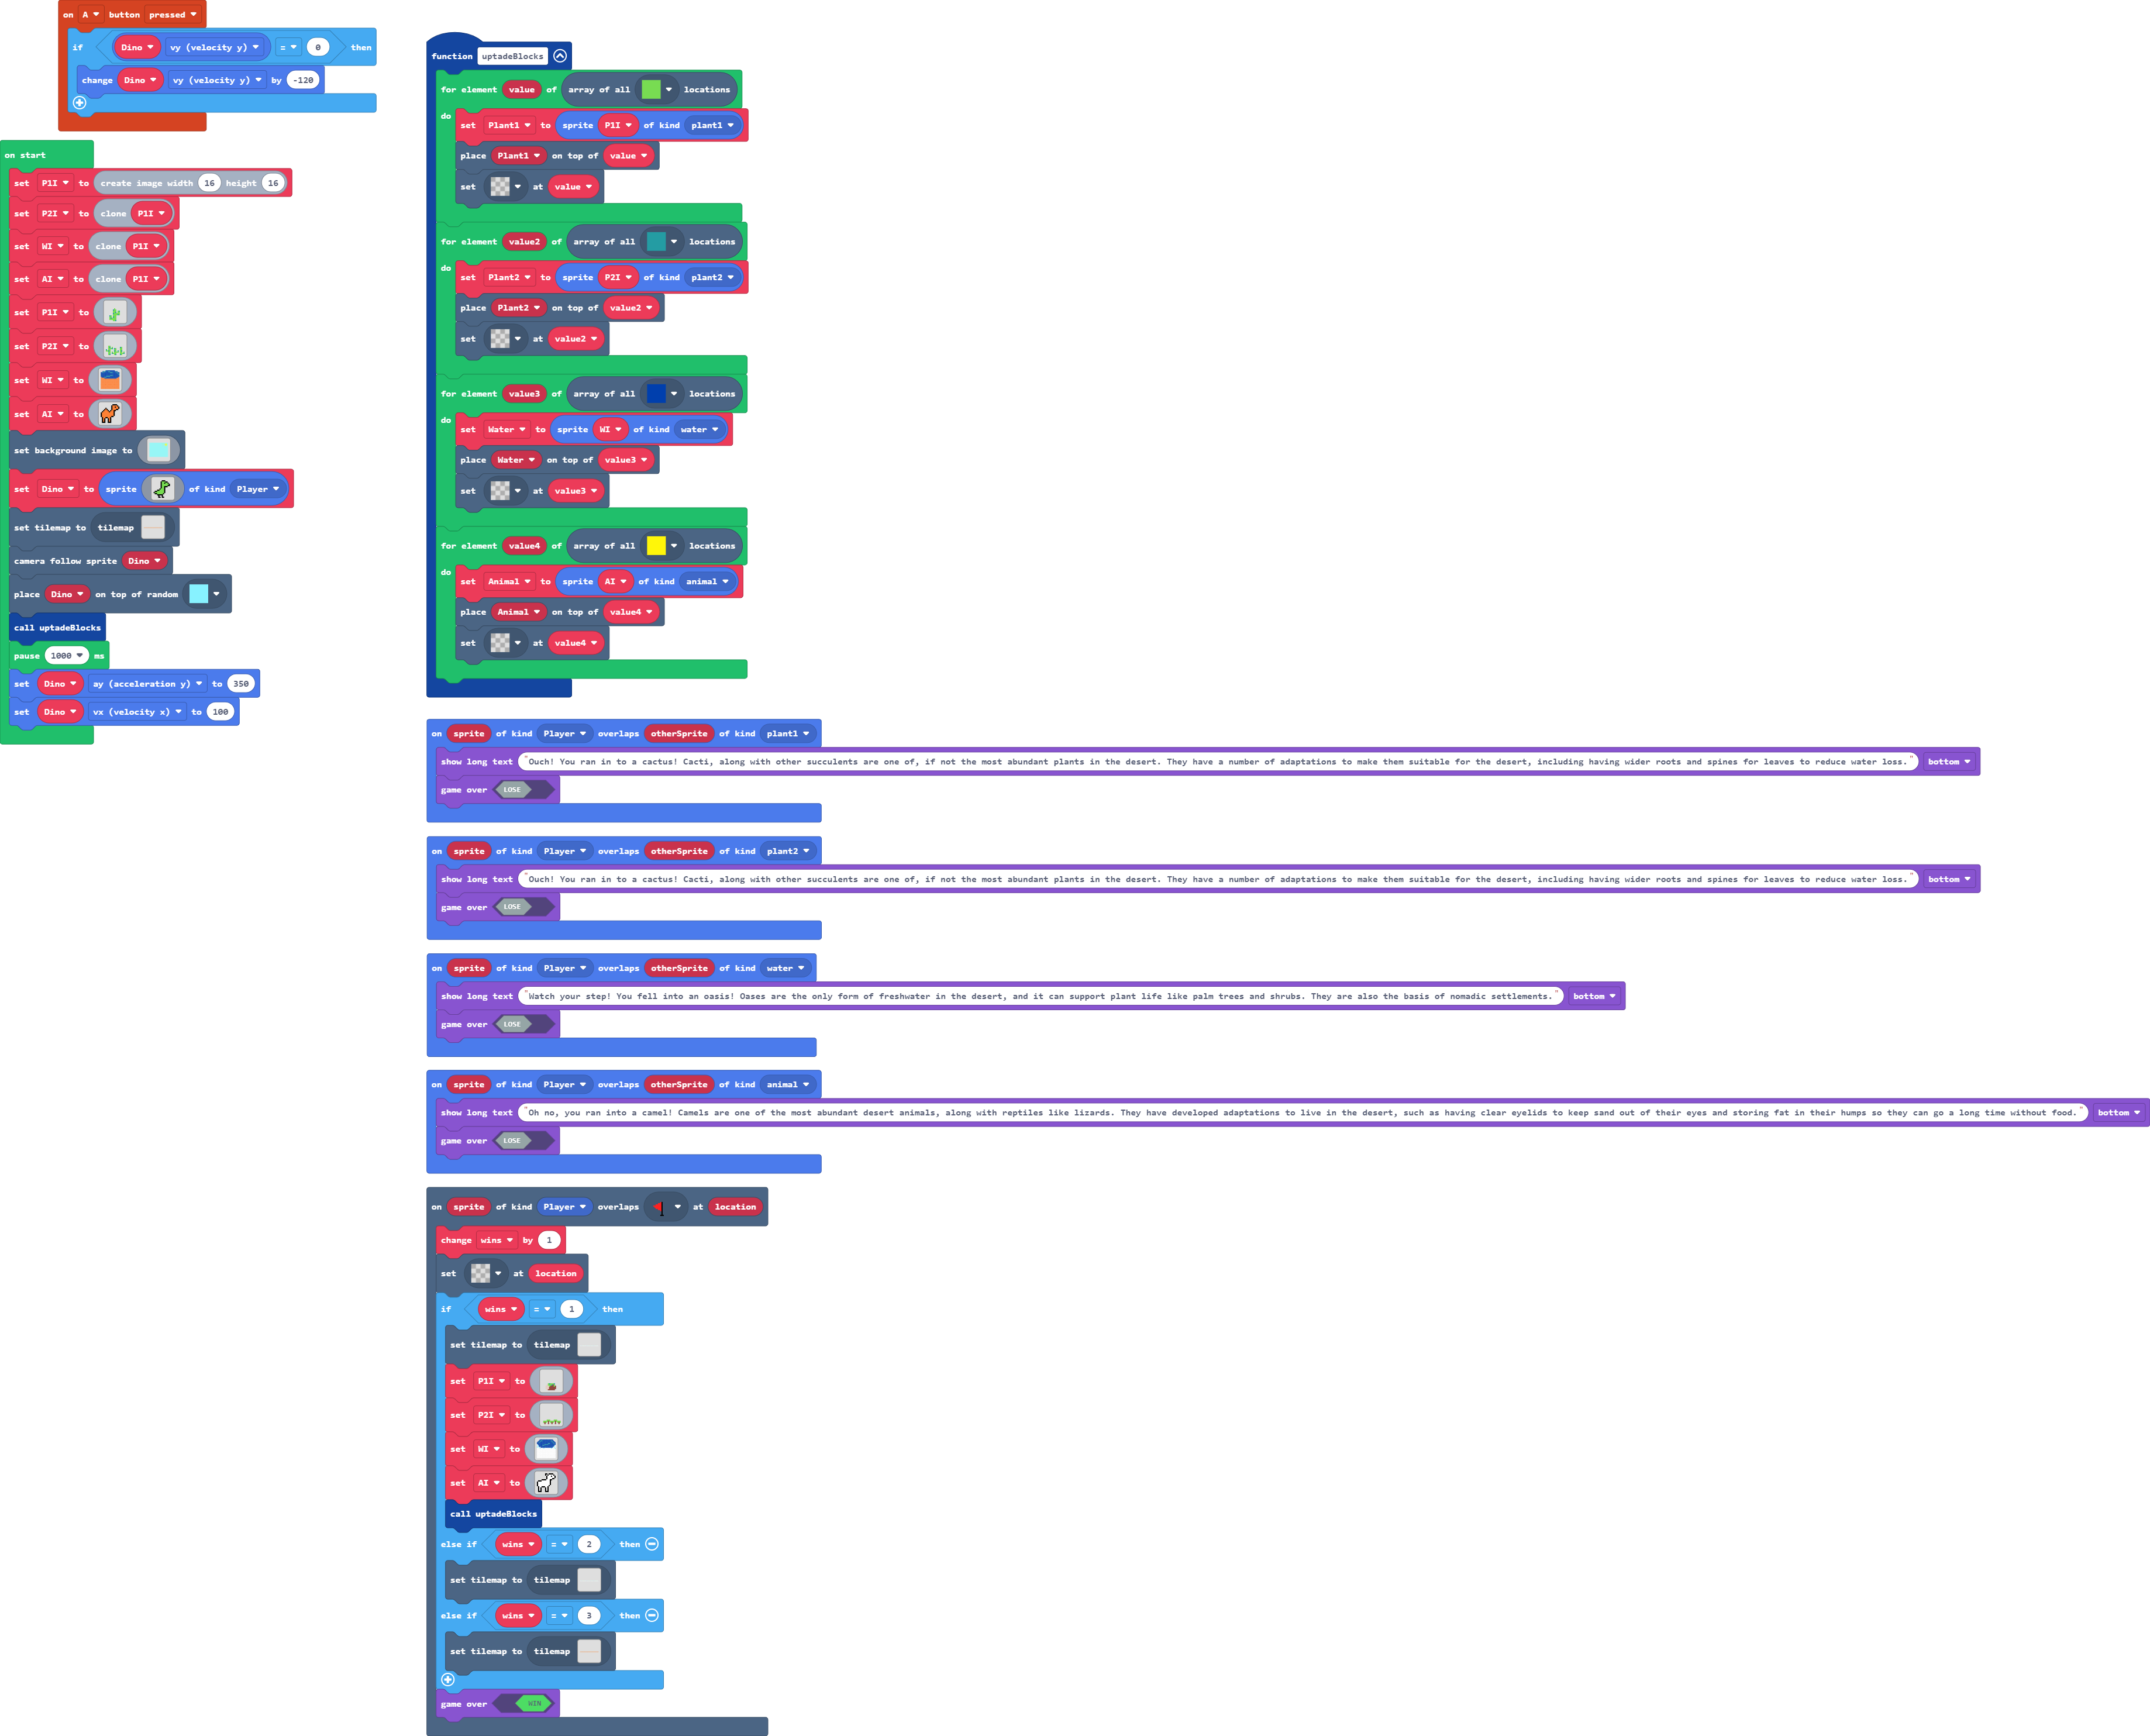 on A button pressed
if Dino vy (velocity y) = 0 then
change Dino vy (velocity y) by -120
on start
set P1I to create image width 16 height 16
set P2I to clone P1I
set WI to clone P1I
set AI to clone P1I
set P1I to
set P2I to
set WI to
set AI to
set background image to
set Dino to sprite of kind Player
set tilemap to tilemap
camera follow sprite Dino
place Dino on top of random
call uptadeBlocks
pause 1000 ms
set Dino ay (acceleration y) to 350
set Dino vx (velocity x) to 100
function uptadeBlocks
for element value of array of all locations
do
set Plant1 to sprite P1I of kind plant1
place Plant1 on top of value
set at value
for element value2 of array of all locations
do
set Plant2 to sprite P2I of kind plant2
place Plant2 on top of value2
set at value2
for element value3 of array of all locations
do
set Water to sprite WI of kind water
place Water on top of value3
set at value3
for element value4 of array of all locations
do
set Animal to sprite AI of kind animal
place Animal on top of value4
set at value4
on sprite of kind Player overlaps otherSprite of kind plant1
show long text "Ouch! You ran in to a cactus! Cacti, along with other succulents are one of, if not the most abundant plants in the desert. They have a number of adaptations to make them suitable for the desert, including having wider roots and spines for leaves to reduce water loss." bottom
game over LOSE
on sprite of kind Player overlaps otherSprite of kind plant2
show long text "Ouch! You ran in to a cactus! Cacti, along with other succulents are one of, if not the most abundant plants in the desert. They have a number of adaptations to make them suitable for the desert, including having wider roots and spines for leaves to reduce water loss." bottom
game over LOSE
on sprite of kind Player overlaps otherSprite of kind water
show long text "Watch your step! You fell into an oasis! Oases are the only form of freshwater in the desert, and it can support plant life like palm trees and shrubs. They are also the basis of nomadic settlements." bottom
game over LOSE
on sprite of kind Player overlaps otherSprite of kind animal
show long text "Oh no, you ran into a camel! Camels are one of the most abundant desert animals, along with reptiles like lizards. They have developed adaptations to live in the desert, such as having clear eyelids to keep sand out of their eyes and storing fat in their humps so they can go a long time without food." bottom
game over LOSE
on sprite of kind Player overlaps at location
change wins by 1
set at location
if wins = 1 then
set tilemap to tilemap
set P1I to
set P2I to
set WI to
set AI to
call uptadeBlocks
else if wins = 2 then
set tilemap to tilemap
else if wins = 3 then
set tilemap to tilemap
game over WIN